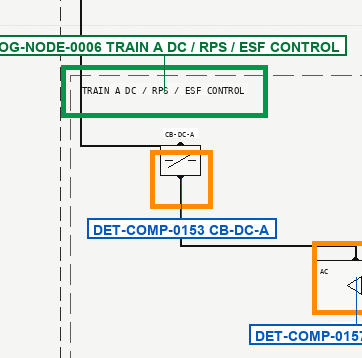 OG-NODE-0006 TRAIN A DC / RPS / ESF CONTROL
TRAIN A DC / RPS / ESF CONTROL
CB-DC-A
DET-COMP-0153 CB-DC-A
AC
DET-COMP-0157